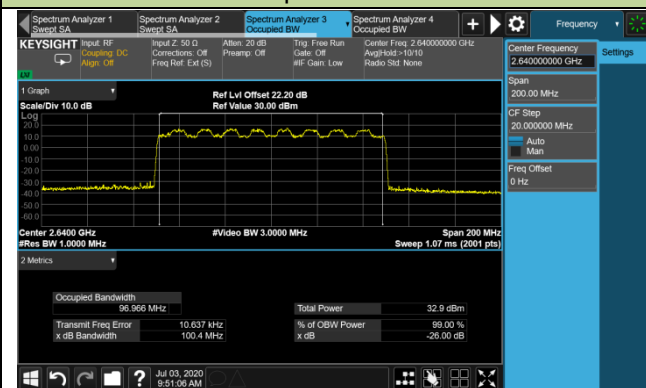 Spectrum Analyzer 1
Swept SA
Spectrum Analyzer 2
Swept SA
Spectrum Analyzer 3
Occupied BW
Spectrum Analyzer 4
Occupied BW
+
Frequency
KEYSIGHT
Input: RF
Coupling: DC
Align: Off
Input Z: 50 Ω
Corrections: Off
Freq Ref: Ext (S)
Atten: 20 dB
Preamp: Off
Trig: Free Run
Gate: Off
#IF Gain: Low
Center Freq: 2.640000000 GHz
Avg|Hold:>10/10
Radio Std: None
LXI
Center Frequency
2.640000000 GHz
Settings
Span
200.00 MHz
CF Step
20.000000 MHz
Auto
Man
Freq Offset
0 Hz
1 Graph
Scale/Div 10.0 dB
Ref Lvl Offset 22.20 dB
Ref Value 30.00 dBm
Log
20.0
10.0
0.00
-10.0
-20.0
-30.0
-40.0
-50.0
-60.0
Center 2.6400 GHz
#Res BW 1.0000 MHz
#Video BW 3.0000 MHz
Span 200 MHz
Sweep 1.07 ms (2001 pts)
2 Metrics
Occupied Bandwidth
96.966 MHz
Total Power 32.9 dBm
Transmit Freq Error 10.637 kHz
% of OBW Power 99.00 %
x dB Bandwidth 100.4 MHz
x dB -26.00 dB
?
Jul 03, 2020
9:51:06 AM